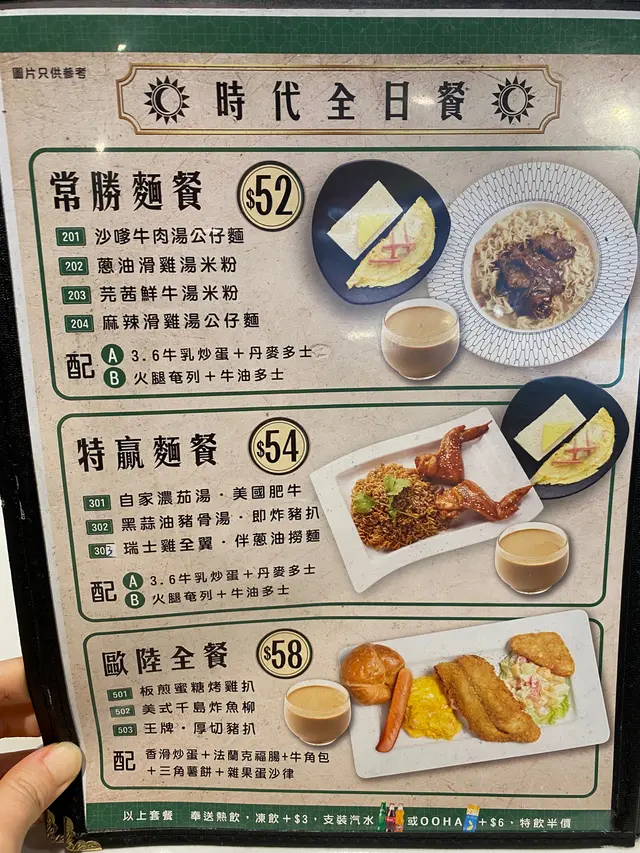 圖片只供參考
時代全日餐
常勝麵餐 $52
201 沙嗲牛肉湯公仔麵
202 蔥油滑雞湯米粉
203 芫茜鮮牛湯米粉
204 麻辣滑雞湯公仔麵
配 A 3.6牛乳炒蛋＋丹麥多士
B 火腿奄列＋牛油多士
特贏麵餐 $54
301 自家濃茄湯・美國肥牛
302 黑蒜油豬骨湯・即炸豬扒
303 瑞士雞全翼・伴蔥油撈麵
配 A 3.6牛乳炒蛋＋丹麥多士
B 火腿奄列＋牛油多士
歐陸全餐 $58
501 板煎蜜糖烤雞扒
502 美式千島炸魚柳
503 王牌・厚切豬扒
配 香滑炒蛋＋法蘭克福腸+牛角包
＋三角薯餅＋雜果蛋沙律
以上套餐 奉送熱飲，凍飲＋$3，支裝汽水 或OOHA ＋$6，特飲半價